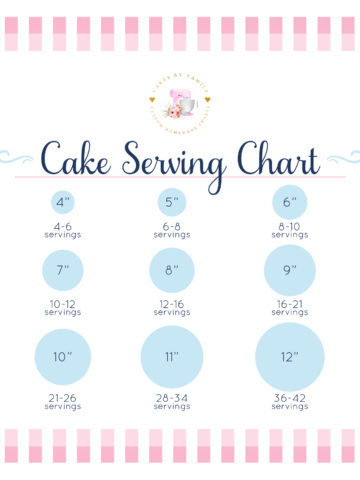 CAKES BY
Cake Serving Chart
4" 5" 6"
4-6 6-8 8-10
servings servings servings
7" 8" 9"
10-12 12-16 16-21
servings servings servings
10" 11" 12"
21-26 28-34 36-42
servings servings servings